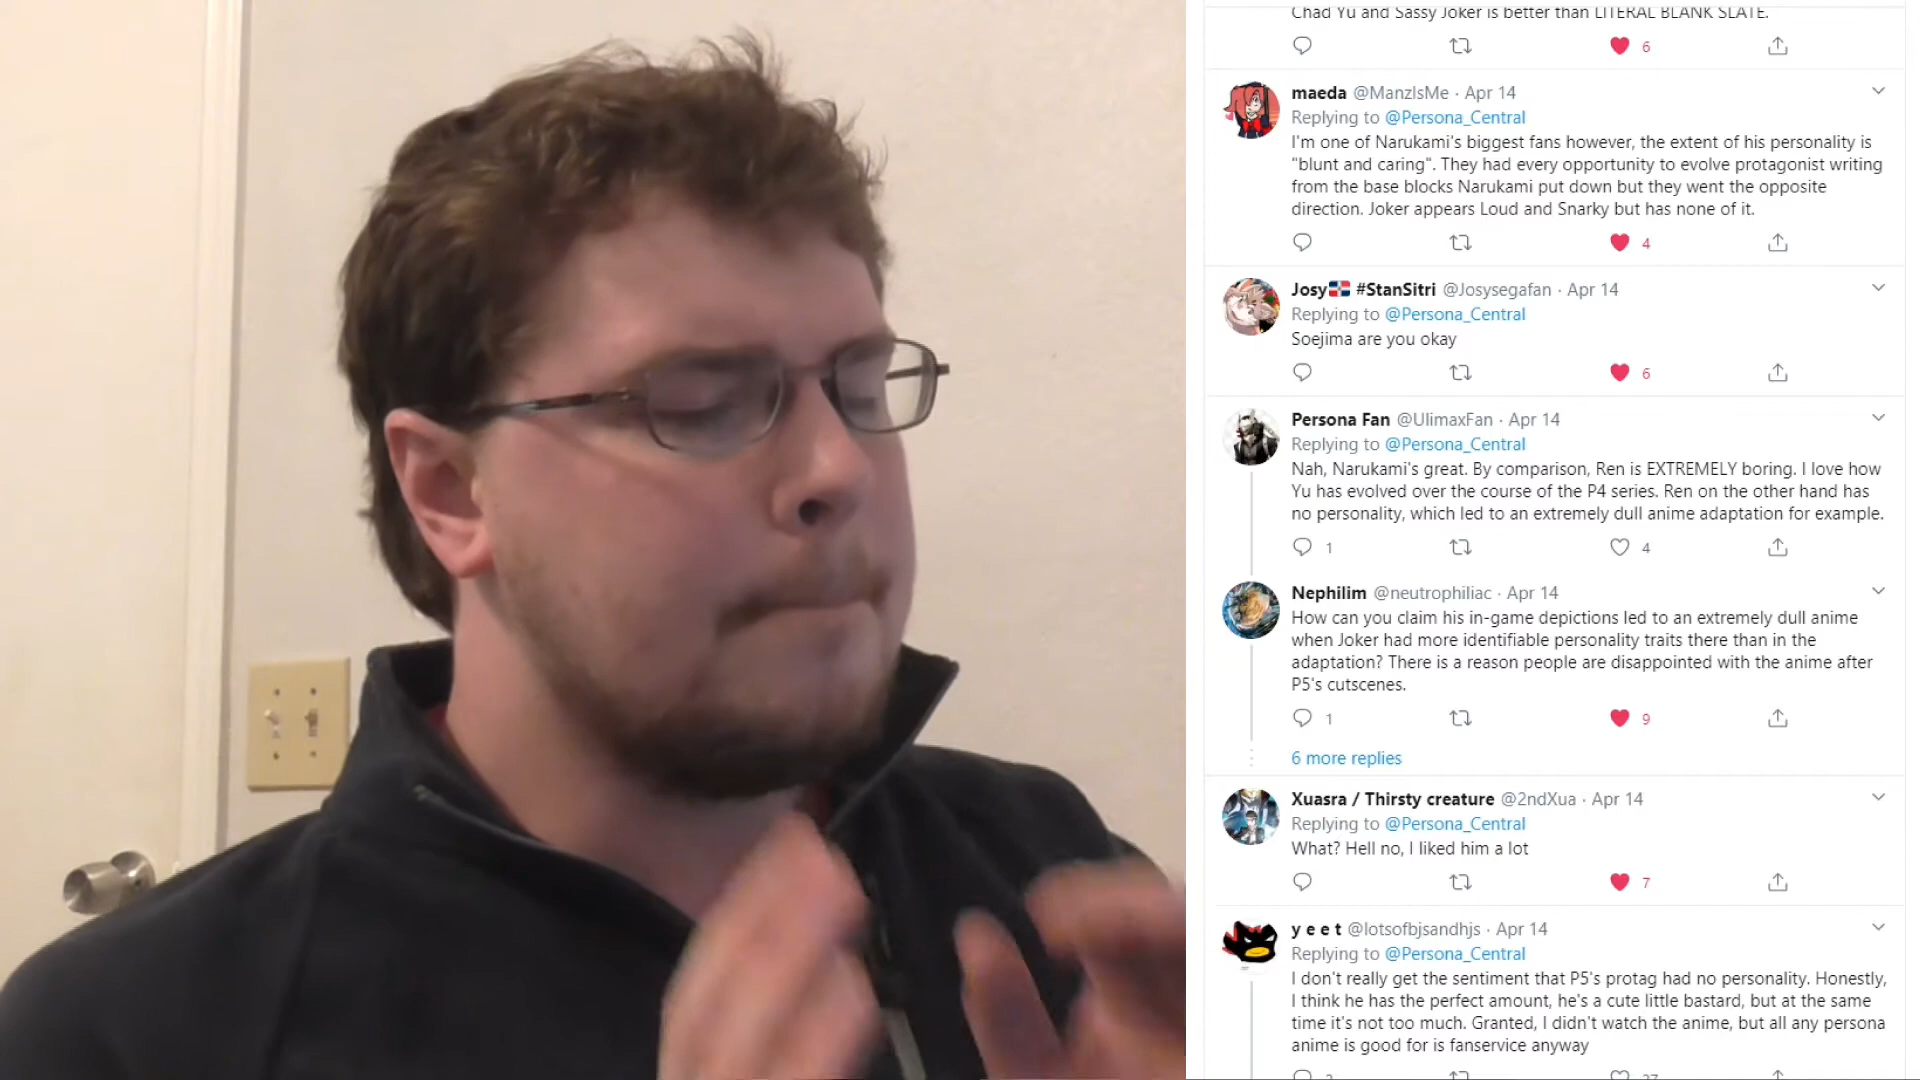 Chad Yu and Sassy Joker is better than LITERAL BLANK SLATE.
6
maeda @ManzIsMe · Apr 14
Replying to @Persona_Central
I'm one of Narukami's biggest fans however, the extent of his personality is
"blunt and caring". They had every opportunity to evolve protagonist writing
from the base blocks Narukami put down but they went the opposite
direction. Joker appears Loud and Snarky but has none of it.
4
Josy #StanSitri @Josysegafan · Apr 14
Replying to @Persona_Central
Soejima are you okay
6
Persona Fan @UlimaxFan · Apr 14
Replying to @Persona_Central
Nah, Narukami's great. By comparison, Ren is EXTREMELY boring. I love how
Yu has evolved over the course of the P4 series. Ren on the other hand has
no personality, which led to an extremely dull anime adaptation for example.
1 4
Nephilim @neutrophiliac · Apr 14
How can you claim his in-game depictions led to an extremely dull anime
when Joker had more identifiable personality traits there than in the
adaptation? There is a reason people are disappointed with the anime after
P5's cutscenes.
1 9
6 more replies
Xuasra / Thirsty creature @2ndXua · Apr 14
Replying to @Persona_Central
What? Hell no, I liked him a lot
7
y e e t @lotsofbjsandhjs · Apr 14
Replying to @Persona_Central
I don't really get the sentiment that P5's protag had no personality. Honestly,
I think he has the perfect amount, he's a cute little bastard, but at the same
time it's not too much. Granted, I didn't watch the anime, but all any persona
anime is good for is fanservice anyway